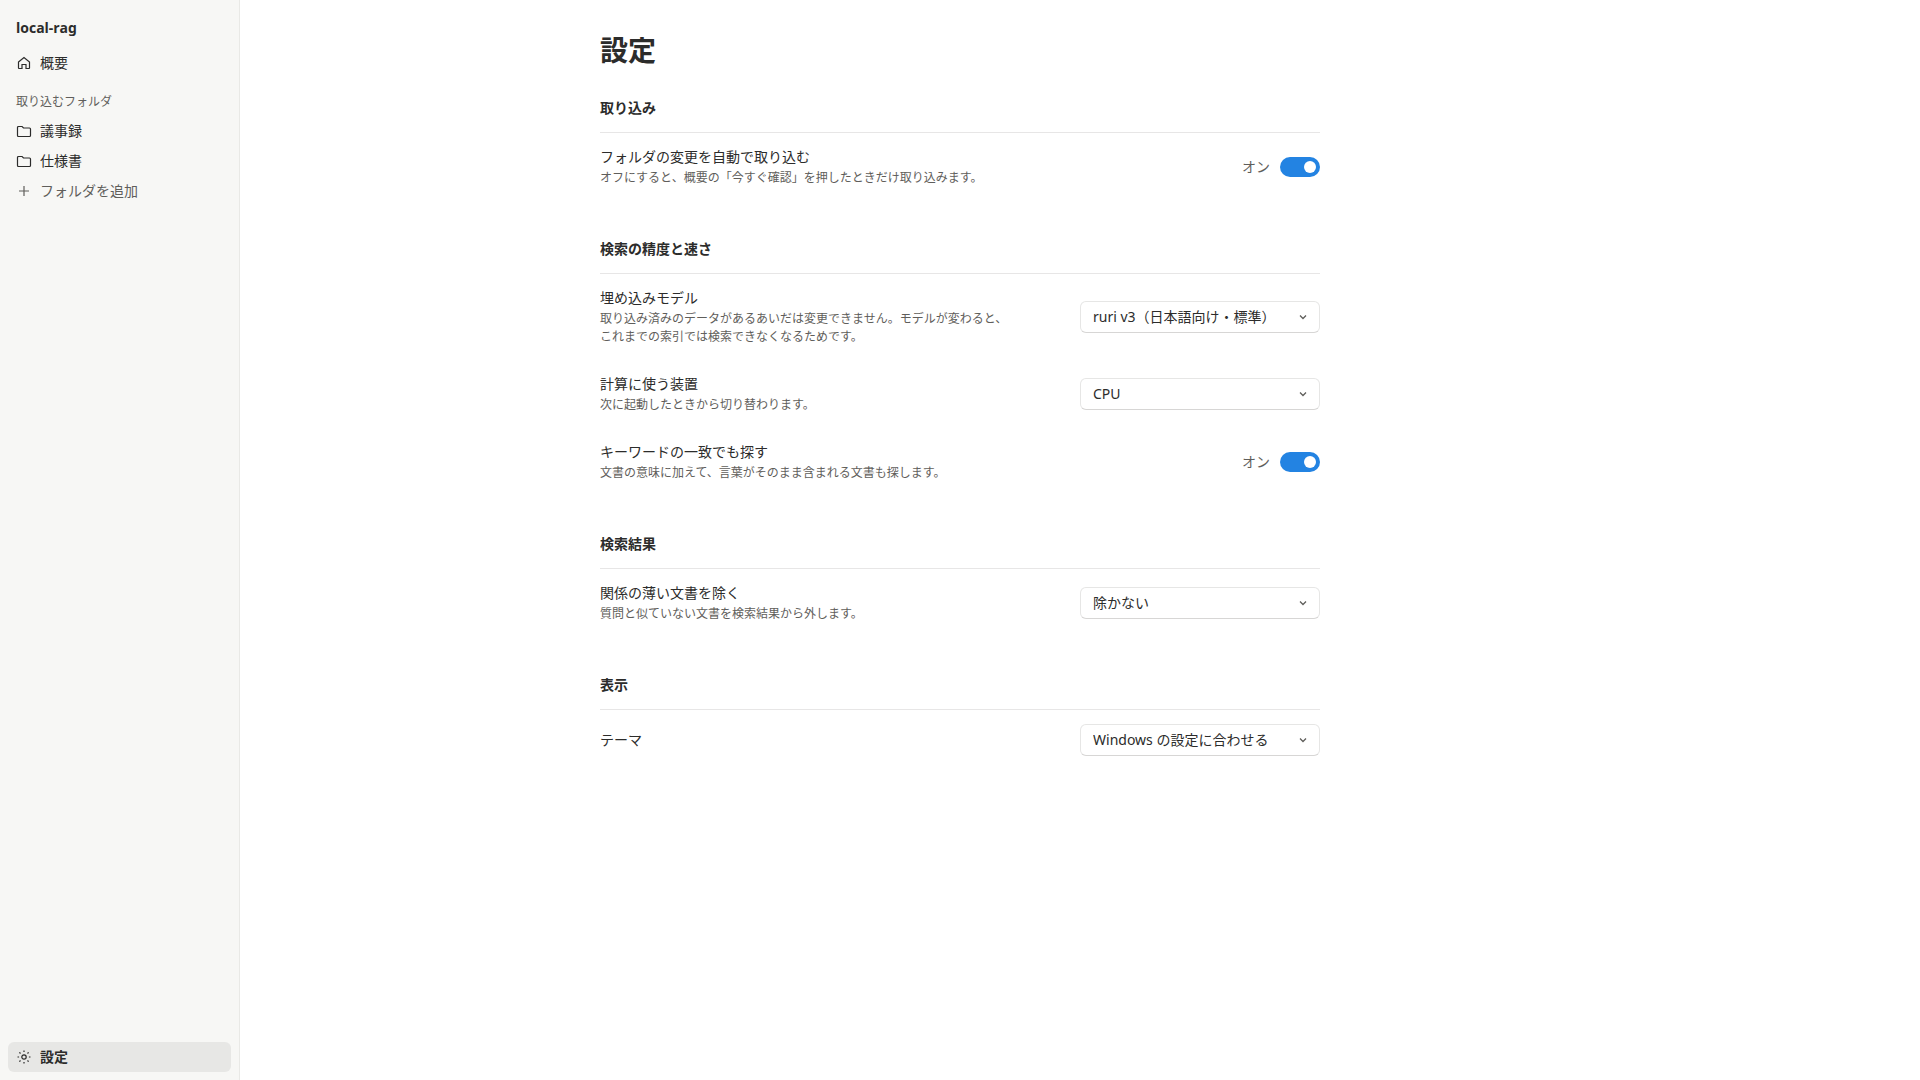 local-rag
概要
取り込むフォルダ
議事録
仕様書
フォルダを追加
設定
設定
取り込み
フォルダの変更を自動で取り込む
オフにすると、概要の「今すぐ確認」を押したときだけ取り込みます。
オン
検索の精度と速さ
埋め込みモデル
取り込み済みのデータがあるあいだは変更できません。モデルが変わると、
これまでの索引では検索できなくなるためです。
ruri v3（日本語向け・標準）
計算に使う装置
次に起動したときから切り替わります。
CPU
キーワードの一致でも探す
文書の意味に加えて、言葉がそのまま含まれる文書も探します。
オン
検索結果
関係の薄い文書を除く
質問と似ていない文書を検索結果から外します。
除かない
表示
テーマ
Windows の設定に合わせる